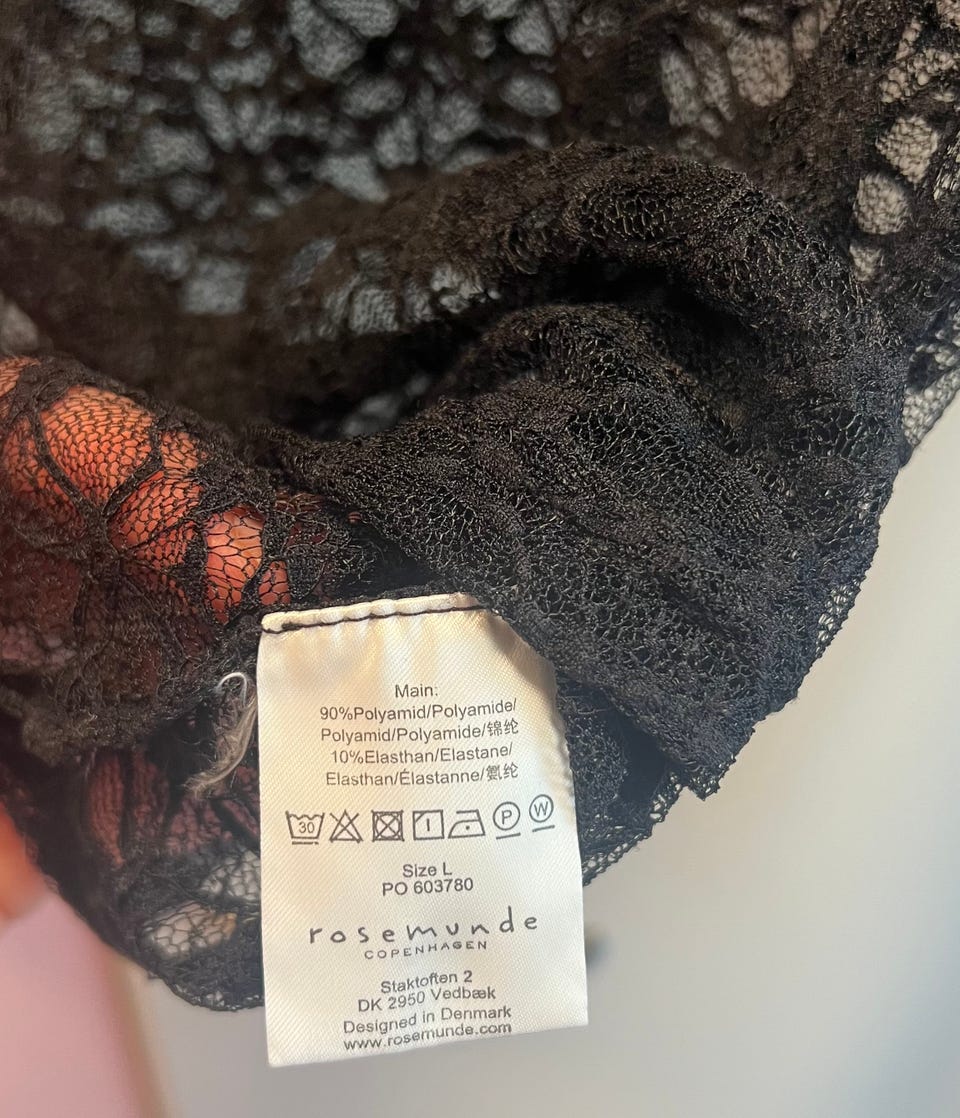 Main:
90%Polyamid/Polyamide/
Polyamid/Polyamide/锦纶
10%Elasthan/Elastane/
Elasthan/Élastanne/氨纶
30 P W
Size L
PO 603780
rosemunde
COPENHAGEN
Staktoften 2
DK 2950 Vedbæk
Designed in Denmark
www.rosemunde.com